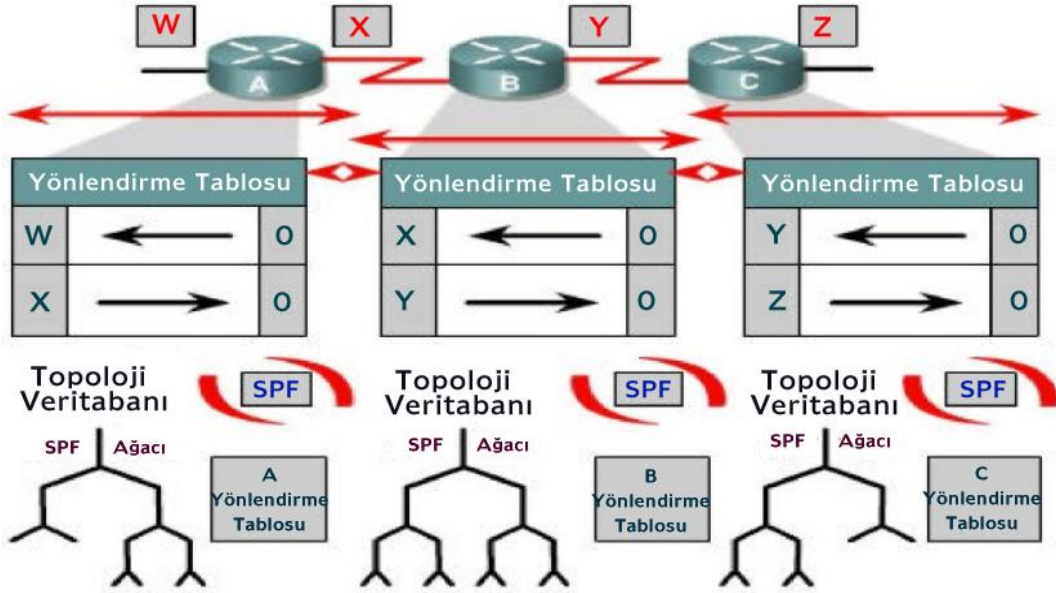 W
X
Y
Z
A
B
C
Yönlendirme Tablosu
W 0
X 0
Yönlendirme Tablosu
X 0
Y 0
Yönlendirme Tablosu
Y 0
Z 0
Topoloji
Veritabanı
SPF
SPF Ağacı
A
Yönlendirme
Tablosu
Topoloji
Veritabanı
SPF
SPF Ağacı
B
Yönlendirme
Tablosu
Topoloji
Veritabanı
SPF
SPF Ağacı
C
Yönlendirme
Tablosu